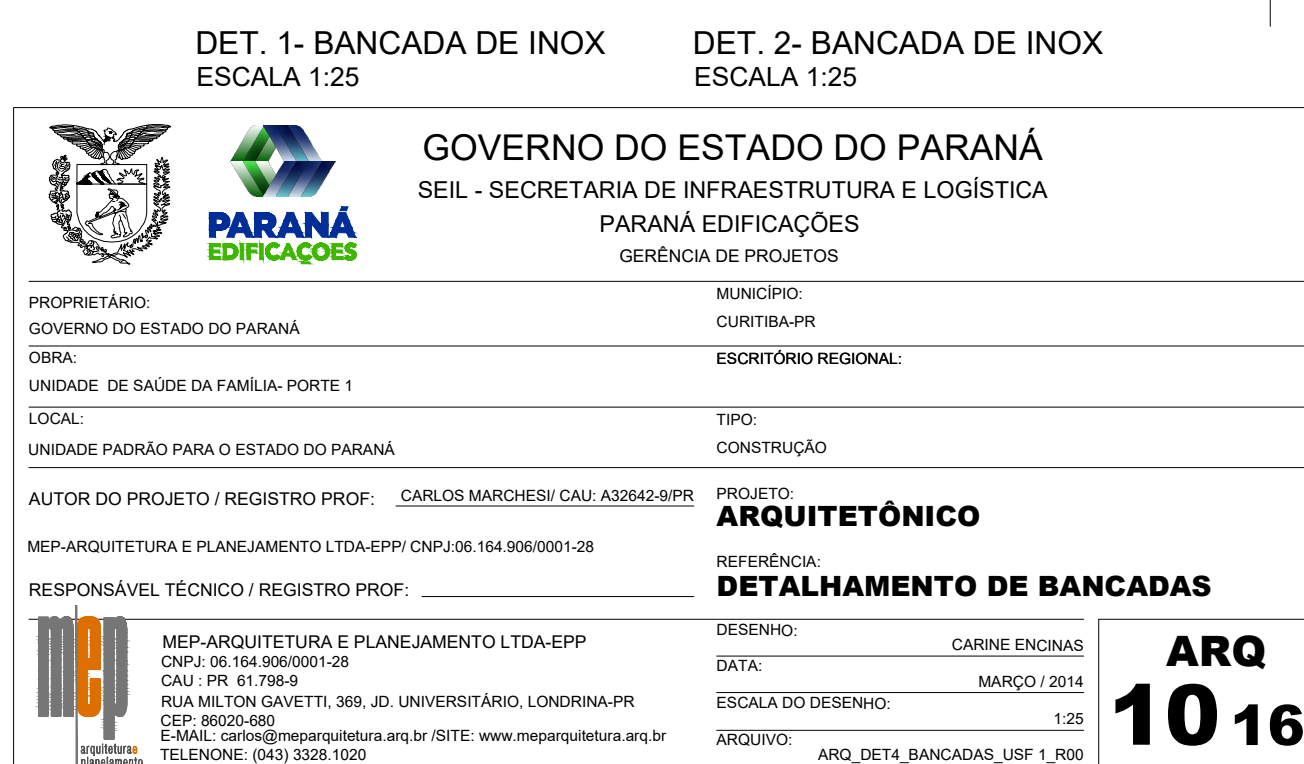 DET. 1- BANCADA DE INOX
ESCALA 1:25
DET. 2- BANCADA DE INOX
ESCALA 1:25
PARANÁ
EDIFICAÇOES
GOVERNO DO ESTADO DO PARANÁ
SEIL - SECRETARIA DE INFRAESTRUTURA E LOGÍSTICA
PARANÁ EDIFICAÇÕES
GERÊNCIA DE PROJETOS
PROPRIETÁRIO:
GOVERNO DO ESTADO DO PARANÁ
MUNICÍPIO:
CURITIBA-PR
OBRA:
UNIDADE DE SAÚDE DA FAMÍLIA- PORTE 1
ESCRITÓRIO REGIONAL:
LOCAL:
UNIDADE PADRÃO PARA O ESTADO DO PARANÁ
TIPO:
CONSTRUÇÃO
AUTOR DO PROJETO / REGISTRO PROF: CARLOS MARCHESI/ CAU: A32642-9/PR
MEP-ARQUITETURA E PLANEJAMENTO LTDA-EPP/ CNPJ:06.164.906/0001-28
RESPONSÁVEL TÉCNICO / REGISTRO PROF:
PROJETO:
ARQUITETÔNICO
REFERÊNCIA:
DETALHAMENTO DE BANCADAS
mep
arquiteturae
planejamento
MEP-ARQUITETURA E PLANEJAMENTO LTDA-EPP
CNPJ: 06.164.906/0001-28
CAU : PR 61.798-9
RUA MILTON GAVETTI, 369, JD. UNIVERSITÁRIO, LONDRINA-PR
CEP: 86020-680
E-MAIL: carlos@meparquitetura.arq.br /SITE: www.meparquitetura.arq.br
TELENONE: (043) 3328.1020
DESENHO:
CARINE ENCINAS
DATA:
MARÇO / 2014
ESCALA DO DESENHO:
1:25
ARQUIVO:
ARQ_DET4_BANCADAS_USF 1_R00
ARQ
10 16